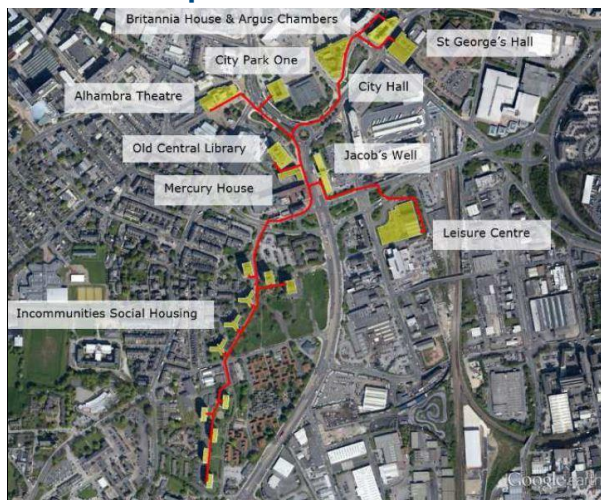 Britannia House & Argus Chambers
St George's Hall
City Park One
City Hall
Alhambra Theatre
Old Central Library
Jacob's Well
Mercury House
Leisure Centre
Incommunities Social Housing
Google earth